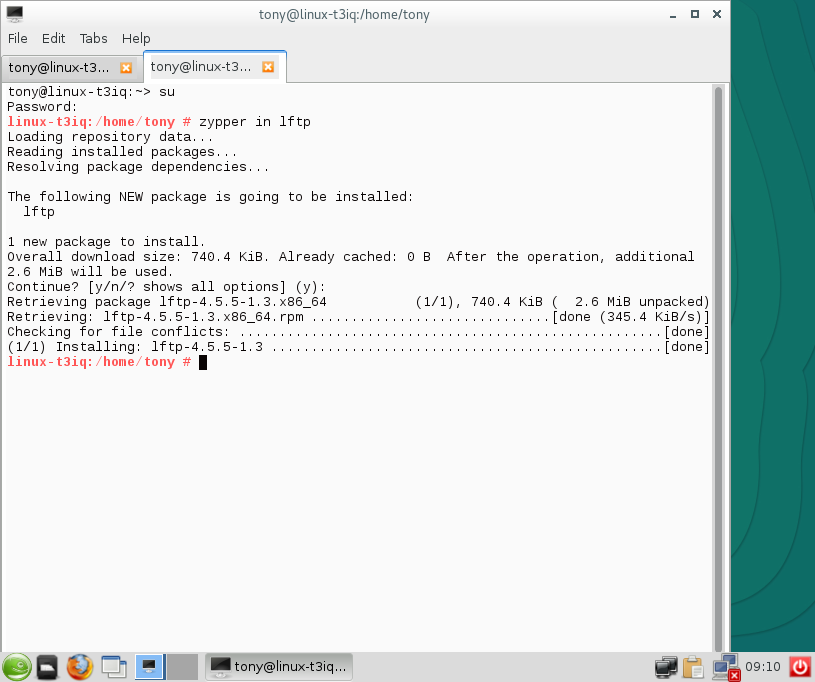 tony@linux-t3iq:/home/tony
File Edit Tabs Help
tony@linux-t3... tony@linux-t3...
tony@linux-t3iq:~> su
Password:
linux-t3iq:/home/tony # zypper in lftp
Loading repository data...
Reading installed packages...
Resolving package dependencies...
The following NEW package is going to be installed:
lftp
1 new package to install.
Overall download size: 740.4 KiB. Already cached: 0 B  After the operation, additional
2.6 MiB will be used.
Continue? [y/n/? shows all options] (y):
Retrieving package lftp-4.5.5-1.3.x86_64           (1/1), 740.4 KiB (  2.6 MiB unpacked)
Retrieving: lftp-4.5.5-1.3.x86_64.rpm ..............................[done (345.4 KiB/s)]
Checking for file conflicts: .....................................................[done]
(1/1) Installing: lftp-4.5.5-1.3 .................................................[done]
linux-t3iq:/home/tony #
tony@linux-t3iq... 09:10